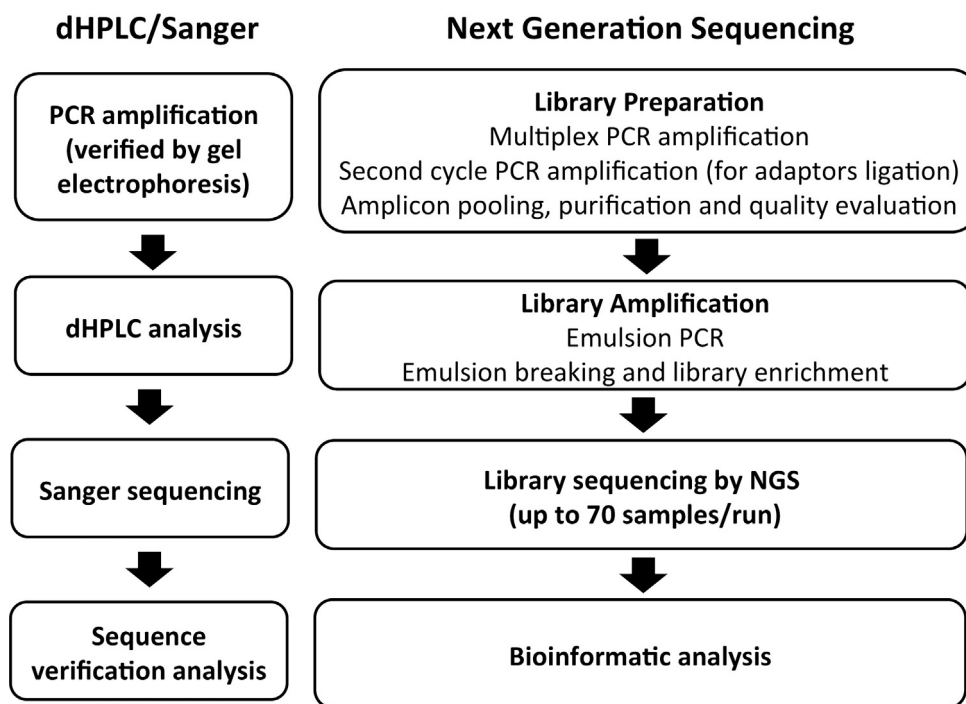 dHPLC/Sanger
PCR amplification
(verified by gel
electrophoresis)
dHPLC analysis
Sanger sequencing
Sequence
verification analysis
Next Generation Sequencing
Library Preparation
Multiplex PCR amplification
Second cycle PCR amplification (for adaptors ligation)
Amplicon pooling, purification and quality evaluation
Library Amplification
Emulsion PCR
Emulsion breaking and library enrichment
Library sequencing by NGS
(up to 70 samples/run)
Bioinformatic analysis